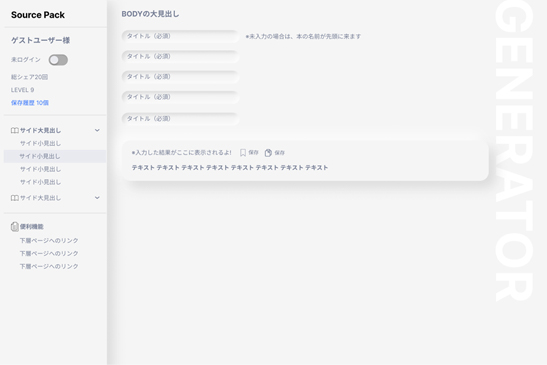 Source Pack
ゲストユーザー様
未ログイン
総シェア20回
LEVEL 9
保存履歴 10個
サイド大見出し
サイド小見出し
サイド小見出し
サイド小見出し
サイド小見出し
サイド大見出し
便利機能
下層ページへのリンク
下層ページへのリンク
下層ページへのリンク
BODYの大見出し
タイトル（必須） ※未入力の場合は、本の名前が先頭に来ます
タイトル（必須）
タイトル（必須）
タイトル（必須）
タイトル（必須）
※入力した結果がここに表示されるよ! 保存 保存
テキスト テキスト テキスト テキスト テキスト テキスト テキスト テキスト
GENERATOR